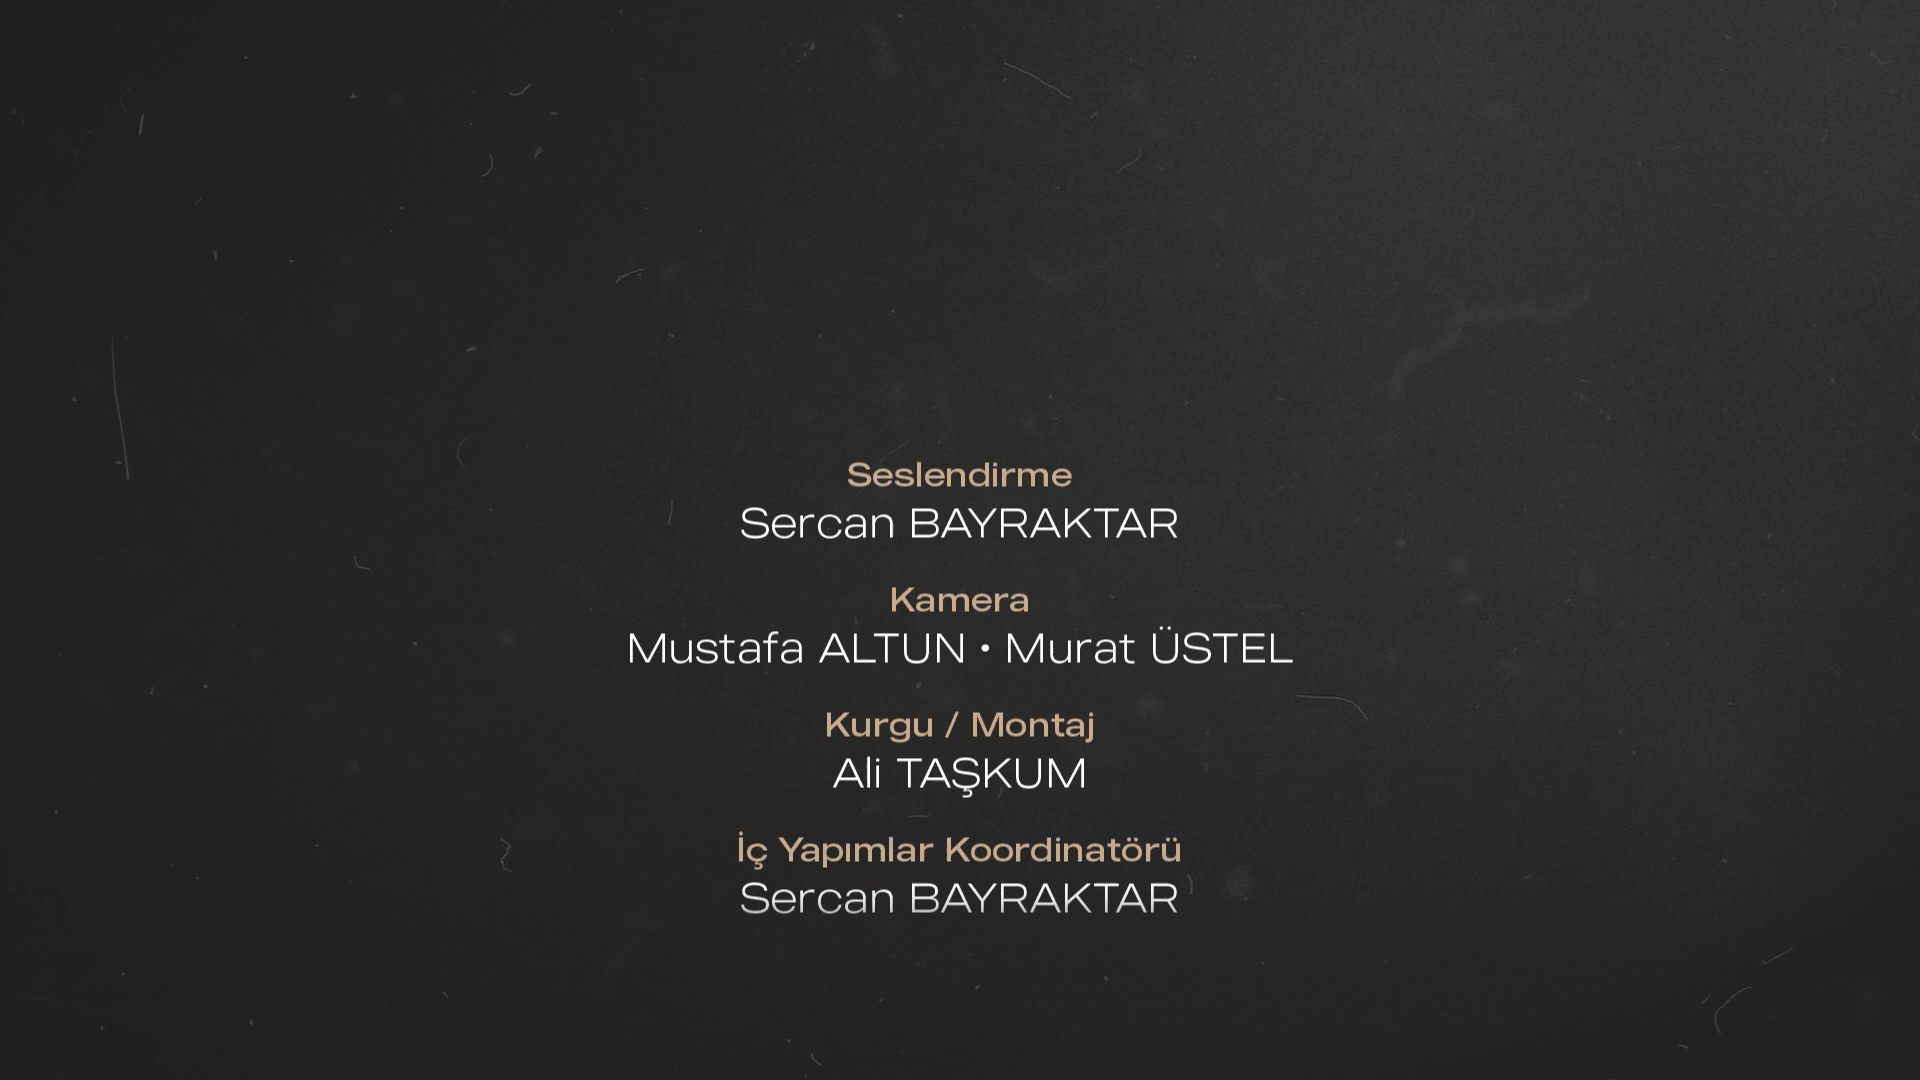 Seslendirme
Sercan BAYRAKTAR
Kamera
Mustafa ALTUN • Murat ÜSTEL
Kurgu / Montaj
Ali TAŞKUM
İç Yapımlar Koordinatörü
Sercan BAYRAKTAR